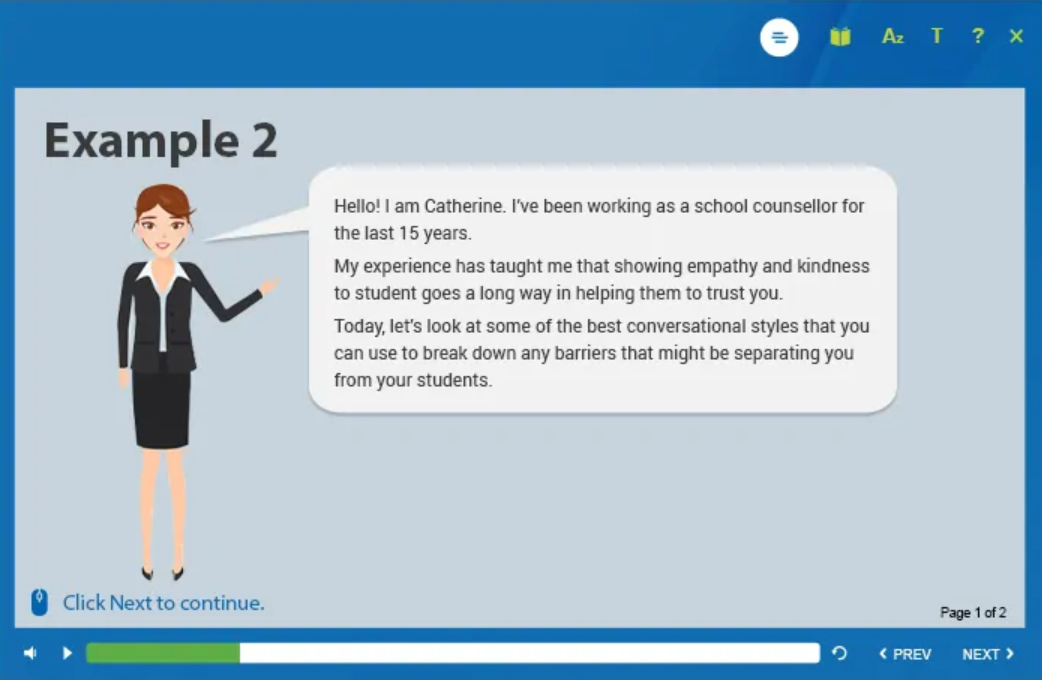 Az T ? ×
Example 2
Hello! I am Catherine. I've been working as a school counsellor for
the last 15 years.
My experience has taught me that showing empathy and kindness
to student goes a long way in helping them to trust you.
Today, let's look at some of the best conversational styles that you
can use to break down any barriers that might be separating you
from your students.
Click Next to continue.
Page 1 of 2
PREV NEXT